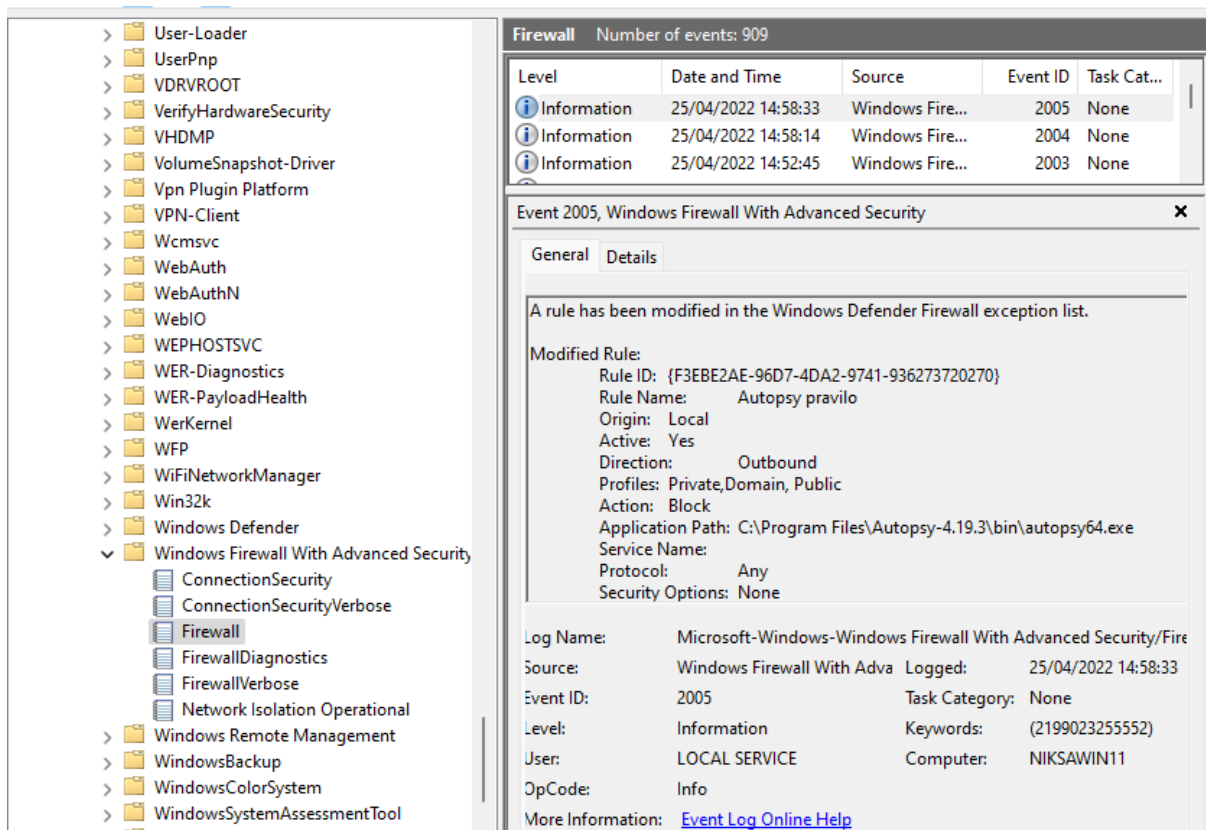 User-Loader
UserPnp
VDRVROOT
VerifyHardwareSecurity
VHDMP
VolumeSnapshot-Driver
Vpn Plugin Platform
VPN-Client
Wcmsvc
WebAuth
WebAuthN
WebIO
WEPHOSTSVC
WER-Diagnostics
WER-PayloadHealth
WerKernel
WFP
WiFiNetworkManager
Win32k
Windows Defender
Windows Firewall With Advanced Security
ConnectionSecurity
ConnectionSecurityVerbose
Firewall
FirewallDiagnostics
FirewallVerbose
Network Isolation Operational
Windows Remote Management
WindowsBackup
WindowsColorSystem
WindowsSystemAssessmentTool
Firewall Number of events: 909
Level Date and Time Source Event ID Task Cat...
Information 25/04/2022 14:58:33 Windows Fire... 2005 None
Information 25/04/2022 14:58:14 Windows Fire... 2004 None
Information 25/04/2022 14:52:45 Windows Fire... 2003 None
Event 2005, Windows Firewall With Advanced Security
General Details
A rule has been modified in the Windows Defender Firewall exception list.
Modified Rule:
Rule ID: {F3EBE2AE-96D7-4DA2-9741-936273720270}
Rule Name: Autopsy pravilo
Origin: Local
Active: Yes
Direction: Outbound
Profiles: Private,Domain, Public
Action: Block
Application Path: C:\Program Files\Autopsy-4.19.3\bin\autopsy64.exe
Service Name:
Protocol: Any
Security Options: None
Log Name: Microsoft-Windows-Windows Firewall With Advanced Security/Fire
Source: Windows Firewall With Adva Logged: 25/04/2022 14:58:33
Event ID: 2005 Task Category: None
Level: Information Keywords: (2199023255552)
User: LOCAL SERVICE Computer: NIKSAWIN11
OpCode: Info
More Information: Event Log Online Help